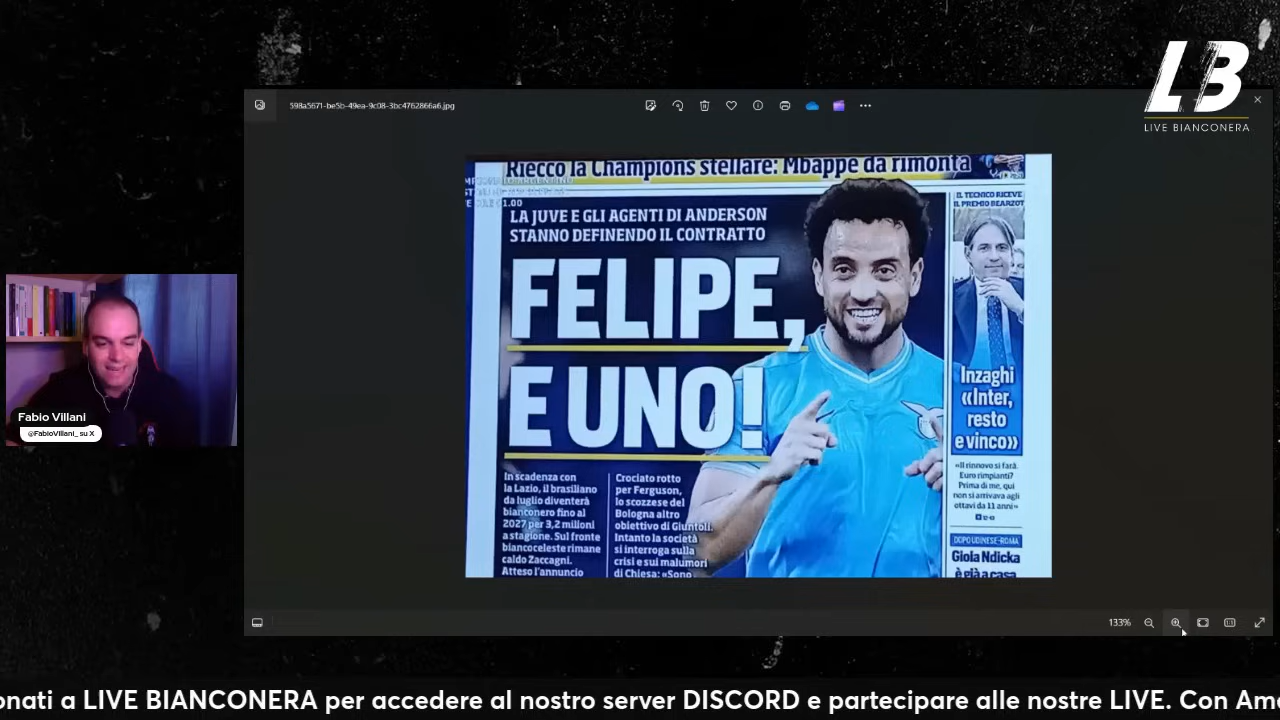 LB
LIVE BIANCONERA
598a5671-be5b-49ea-9c08-3bc4762866a6.jpg
Riecco la Champions stellare: Mbappé da rimonta
1.00
LA JUVE E GLI AGENTI DI ANDERSON
STANNO DEFINENDO IL CONTRATTO
FELIPE,
E UNO!
In scadenza con
la Lazio, il brasiliano
da luglio diventerà
bianconero fino al
2027 per 3,2 milioni
a stagione. Sul fronte
biancoceleste rimane
caldo Zaccagni.
Atteso l'annuncio
Crociato rotto
per Ferguson,
lo scozzese del
Bologna altro
obiettivo di Giuntoli.
Intanto la società
si interroga sulla
crisi e sui malumori
di Chiesa: «Sono
IL TECNICO RICEVE
IL PREMIO BEARZOT
Inzaghi
«Inter,
resto
e vinco»
«Il rinnovo si farà.
Euro rimpianti?
Prima di me, qui
non si arrivava agli
ottavi da 11 anni»
DOPO UDINESE-ROMA
Gioia Ndicka
è già a casa
Fabio Villani
@FabioVillani_ su X
133%
onati a LIVE BIANCONERA per accedere al nostro server DISCORD e partecipare alle nostre LIVE. Con Am